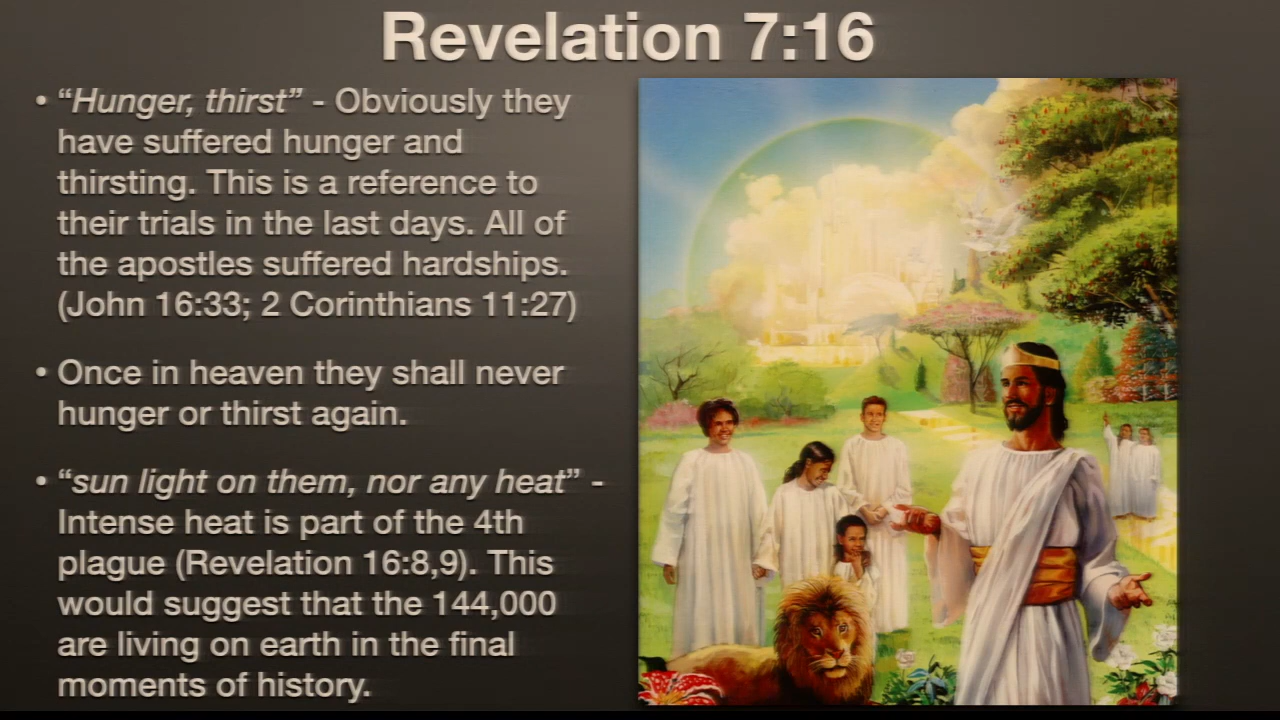 Revelation 7:16
• “Hunger, thirst” - Obviously they
have suffered hunger and
thirsting. This is a reference to
their trials in the last days. All of
the apostles suffered hardships.
(John 16:33; 2 Corinthians 11:27)
• Once in heaven they shall never
hunger or thirst again.
• “sun light on them, nor any heat” -
Intense heat is part of the 4th
plague (Revelation 16:8,9). This
would suggest that the 144,000
are living on earth in the final
moments of history.